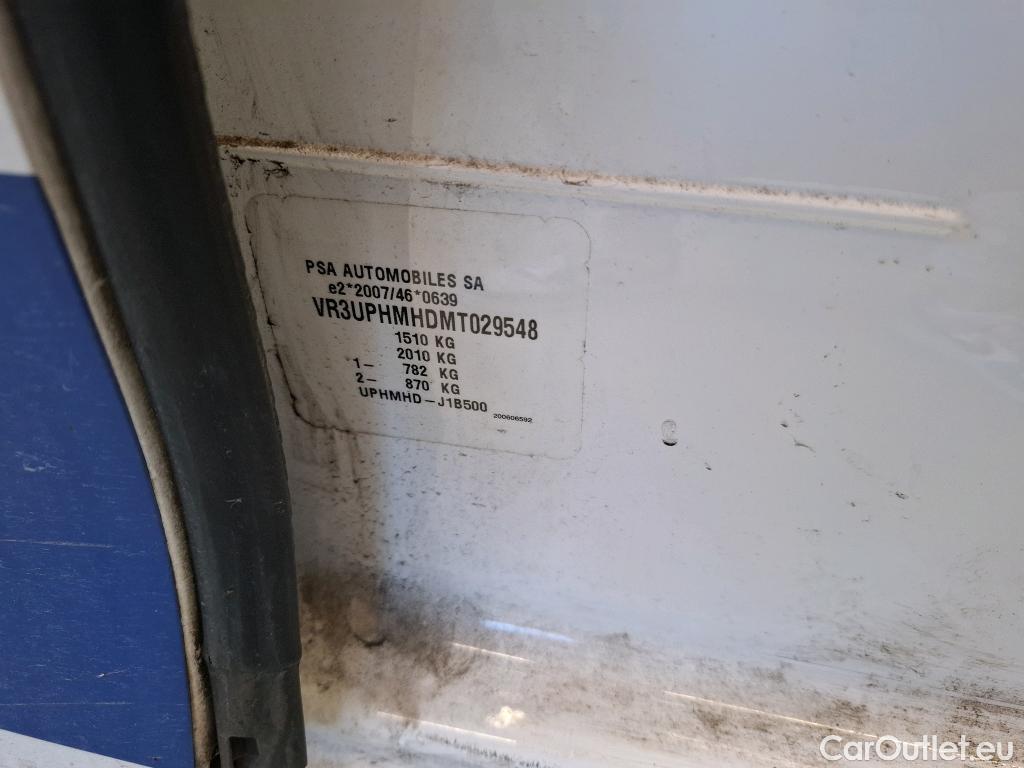 PSA AUTOMOBILES SA
e2*2007/46*0639
VR3UPHMHDMT029548
1510 KG
2010 KG
1- 782 KG
2- 870 KG
UPHMHD-J1B500
200606592
CarOutlet.eu